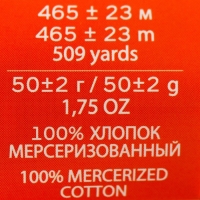 465 ± 23 м
465 ± 23 m
509 yards
50±2 г / 50±2 g
1,75 OZ
100% ХЛОПОК
МЕРСЕРИЗОВАННЫЙ
100% MERCERIZED
COTTON